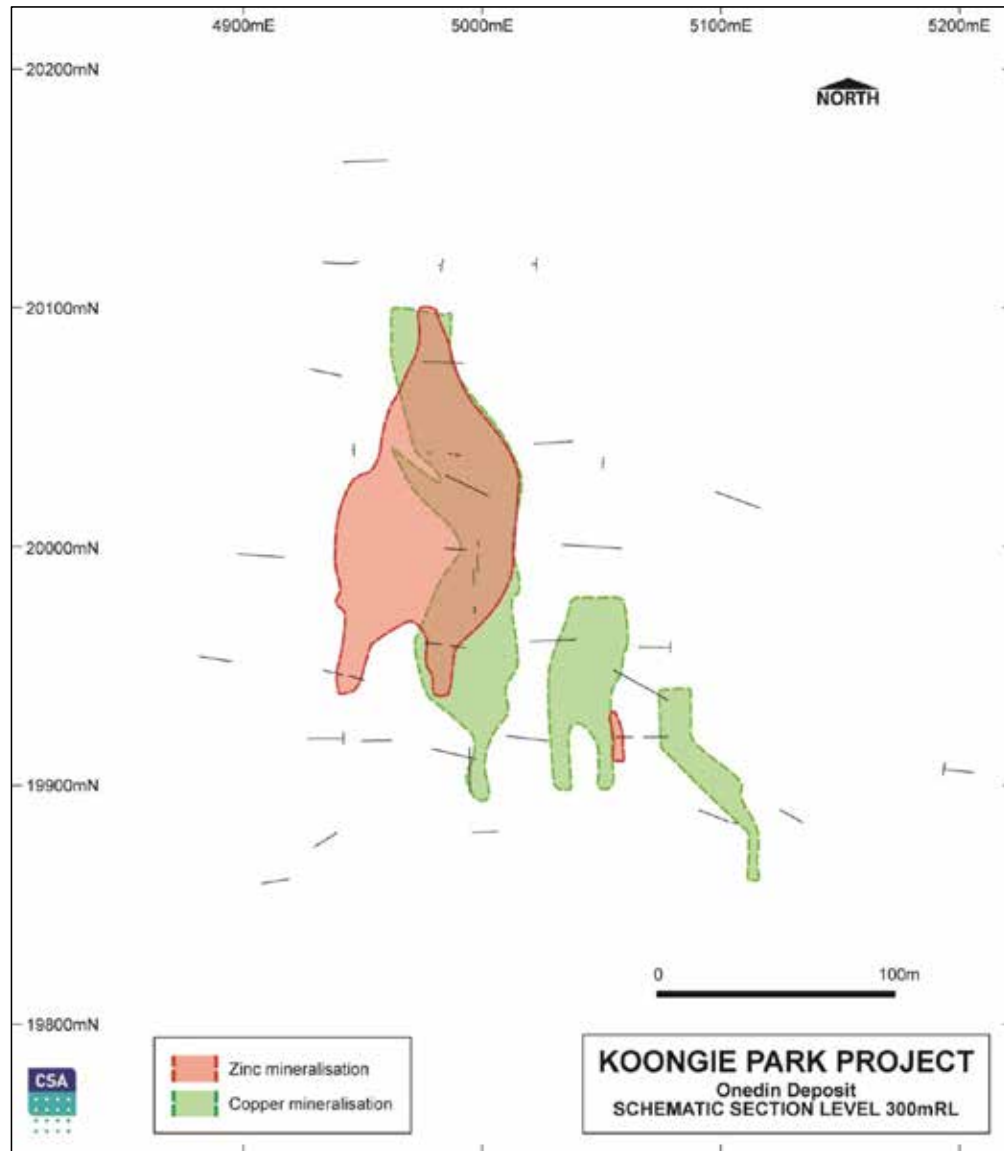 4900mE 5000mE 5100mE 5200mE
20200mN
NORTH
20100mN
20000mN
19900mN
0 100m
19800mN
Zinc mineralisation
Copper mineralisation
CSA
KOONGIE PARK PROJECT
Onedin Deposit
SCHEMATIC SECTION LEVEL 300mRL